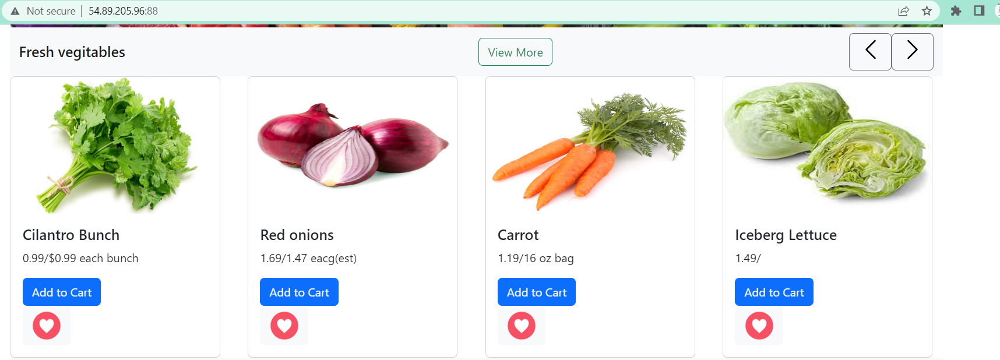 Not secure | 54.89.205.96:88
Fresh vegitables
View More
Cilantro Bunch
0.99/$0.99 each bunch
Add to Cart
Red onions
1.69/1.47 eacg(est)
Add to Cart
Carrot
1.19/16 oz bag
Add to Cart
Iceberg Lettuce
1.49/
Add to Cart